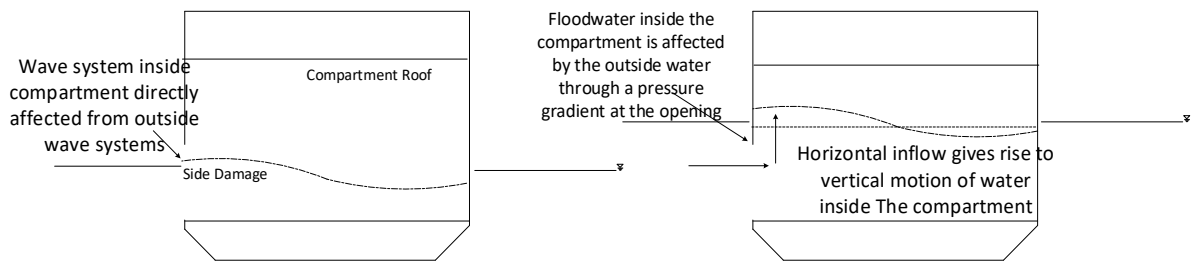 Wave system inside
compartment directly
affected from outside
wave systems
Compartment Roof
Side Damage
Floodwater inside the
compartment is affected
by the outside water
through a pressure
gradient at the opening
Horizontal inflow gives rise to
vertical motion of water
inside The compartment